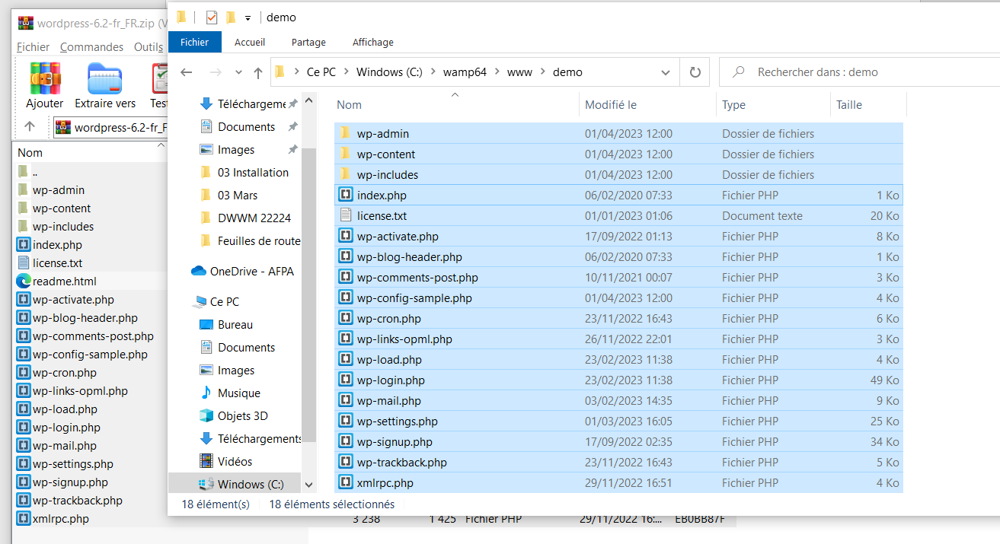 wordpress-6.2-fr_FR.zip (V
Fichier Commandes Outils
Ajouter Extraire vers Test
wordpress-6.2-fr_F
Nom
..
wp-admin
wp-content
wp-includes
index.php
license.txt
readme.html
wp-activate.php
wp-blog-header.php
wp-comments-post.php
wp-config-sample.php
wp-cron.php
wp-links-opml.php
wp-load.php
wp-login.php
wp-mail.php
wp-settings.php
wp-signup.php
wp-trackback.php
xmlrpc.php
demo
Fichier Accueil Partage Affichage
Ce PC Windows (C:) wamp64 www demo
Rechercher dans : demo
Téléchargeme
Documents
Images
03 Installation
03 Mars
DWWM 22224
Feuilles de route
OneDrive - AFPA
Ce PC
Bureau
Documents
Images
Musique
Objets 3D
Téléchargements
Vidéos
Windows (C:)
Nom Modifié le Type Taille
wp-admin 01/04/2023 12:00 Dossier de fichiers
wp-content 01/04/2023 12:00 Dossier de fichiers
wp-includes 01/04/2023 12:00 Dossier de fichiers
index.php 06/02/2020 07:33 Fichier PHP 1 Ko
license.txt 01/01/2023 01:06 Document texte 20 Ko
wp-activate.php 17/09/2022 01:13 Fichier PHP 8 Ko
wp-blog-header.php 06/02/2020 07:33 Fichier PHP 1 Ko
wp-comments-post.php 10/11/2021 00:07 Fichier PHP 3 Ko
wp-config-sample.php 01/04/2023 12:00 Fichier PHP 4 Ko
wp-cron.php 23/11/2022 16:43 Fichier PHP 6 Ko
wp-links-opml.php 26/11/2022 22:01 Fichier PHP 3 Ko
wp-load.php 23/02/2023 11:38 Fichier PHP 4 Ko
wp-login.php 23/02/2023 11:38 Fichier PHP 49 Ko
wp-mail.php 03/02/2023 14:35 Fichier PHP 9 Ko
wp-settings.php 01/03/2023 16:05 Fichier PHP 25 Ko
wp-signup.php 17/09/2022 02:35 Fichier PHP 34 Ko
wp-trackback.php 23/11/2022 16:43 Fichier PHP 5 Ko
xmlrpc.php 29/11/2022 16:51 Fichier PHP 4 Ko
18 élément(s) 18 éléments sélectionnés
3 238 1 425 Fichier PHP 29/11/2022 16:... EB0BB87F